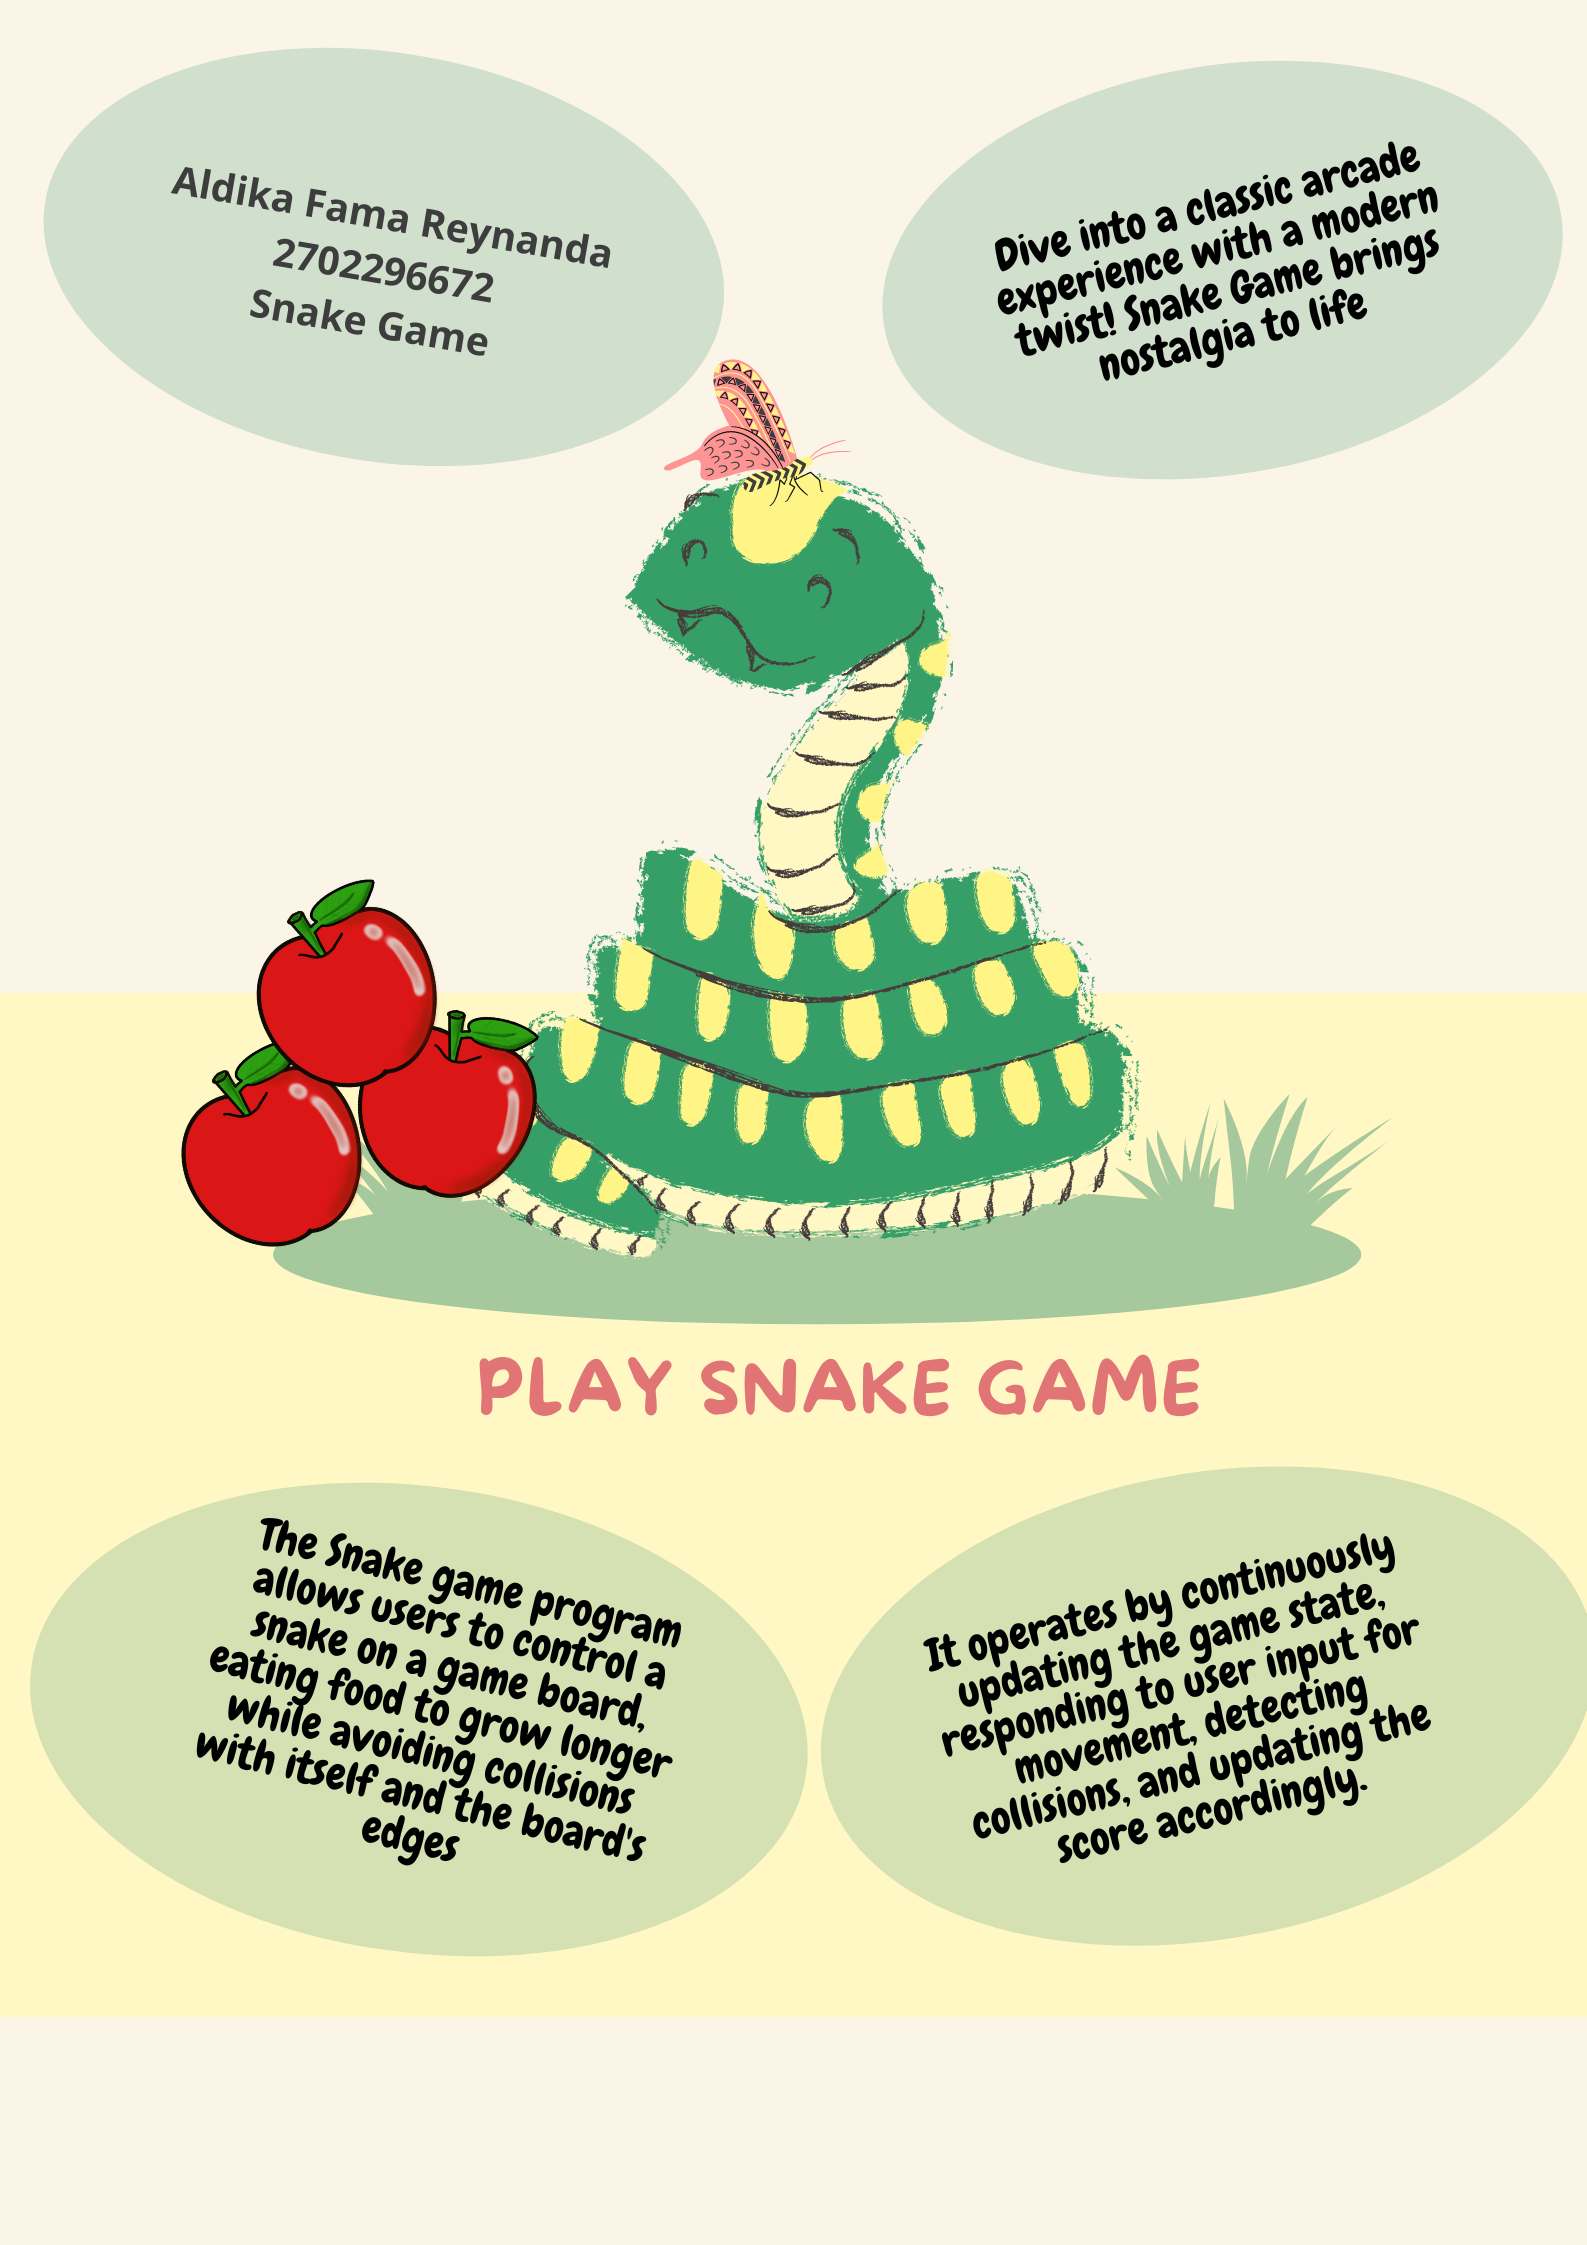 Aldika Fama Reynanda
2702296672
Snake Game
Dive into a classic arcade
experience with a modern
twist! Snake Game brings
nostalgia to life
PLAY SNAKE GAME
The Snake game program
allows users to control a
snake on a game board,
eating food to grow longer
while avoiding collisions
with itself and the board's
edges
It operates by continuously
updating the game state,
responding to user input for
movement, detecting
collisions, and updating the
score accordingly.